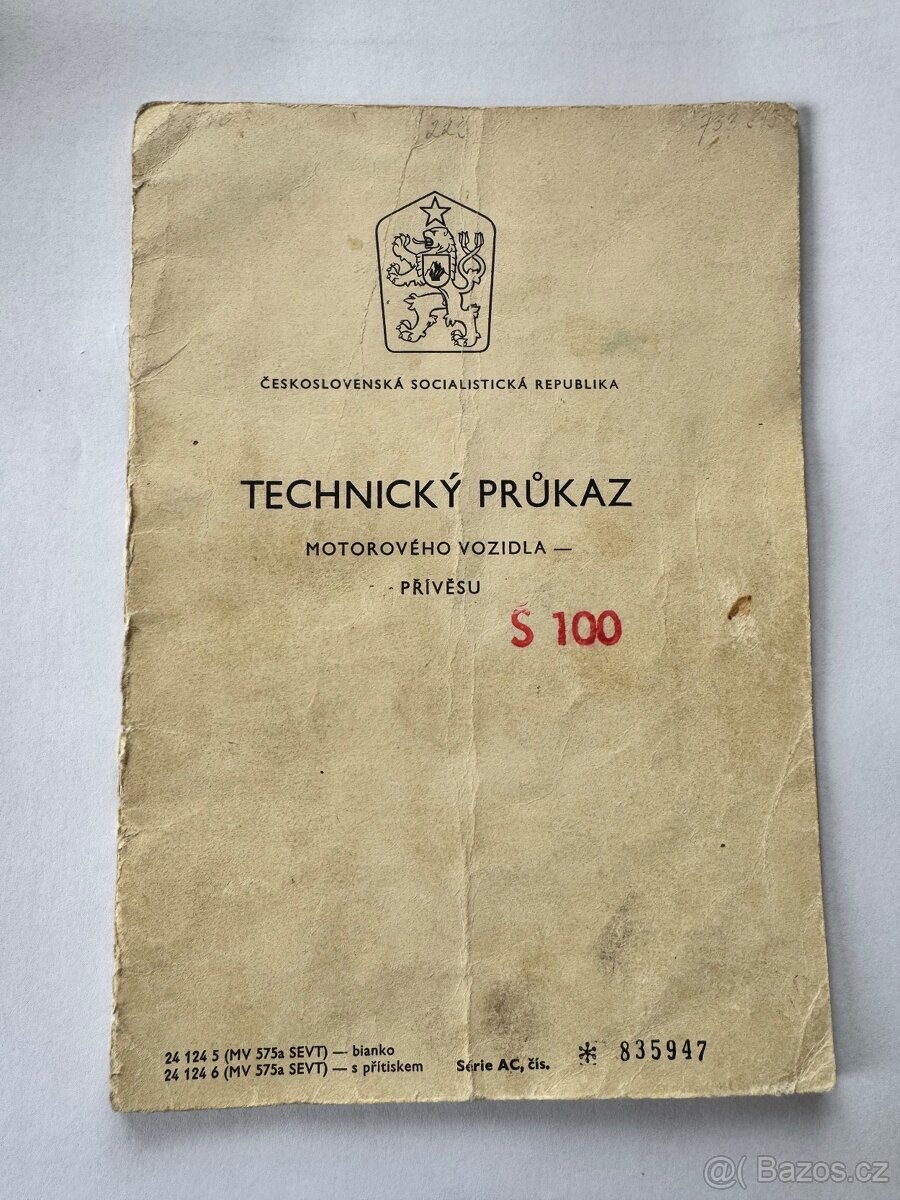 ČESKOSLOVENSKÁ SOCIALISTICKÁ REPUBLIKA
TECHNICKÝ PRŮKAZ
MOTOROVÉHO VOZIDLA —
PŘÍVĚSU
Š 100
24 124 5 (MV 575a SEVT) — bianko
24 124 6 (MV 575a SEVT) — s přítiskem
Série AC, čís. * 835947
@( Bazos.cz